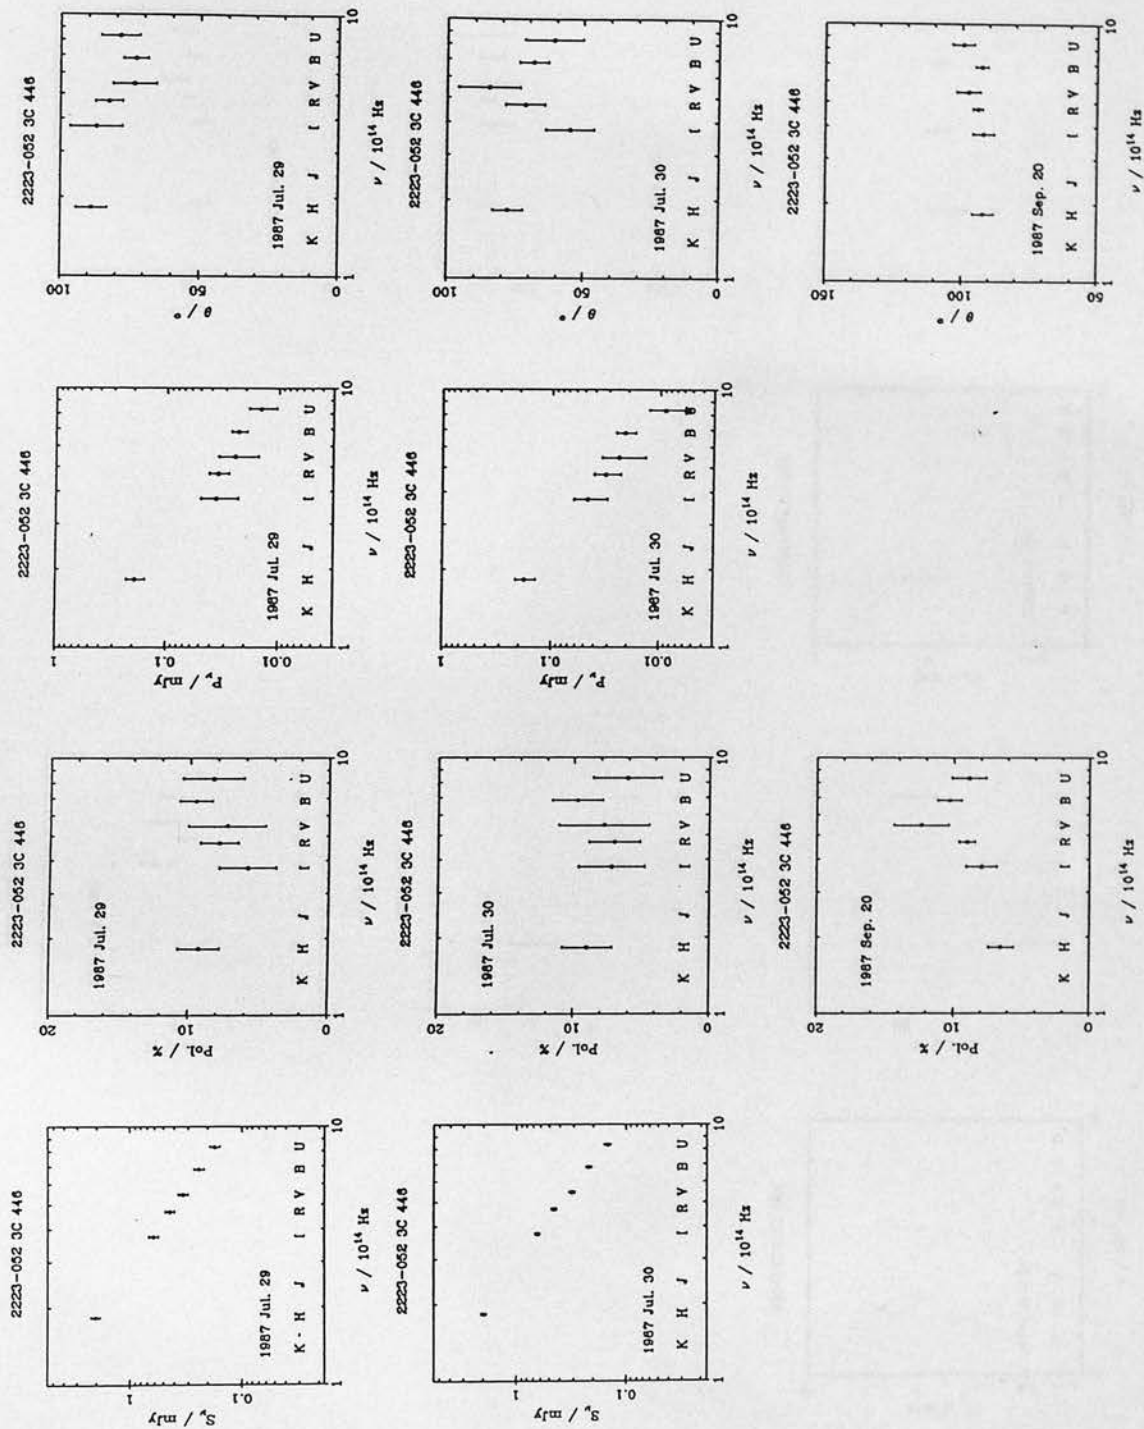 2223-052 3C 446
100
50
0
θ / °
1987 Jul. 29
K H J I R V B U
1
10
ν / 10¹⁴ Hz
2223-052 3C 446
100
50
0
θ / °
1987 Jul. 30
K H J I R V B U
1
10
ν / 10¹⁴ Hz
2223-052 3C 446
150
100
50
θ / °
1987 Sep. 20
K H J I R V B U
1
10
ν / 10¹⁴ Hz
2223-052 3C 446
1
0.1
0.01
Pν / mJy
1987 Jul. 29
K H J I R V B U
1
10
ν / 10¹⁴ Hz
2223-052 3C 446
1
0.1
0.01
Pν / mJy
1987 Jul. 30
K H J I R V B U
1
10
ν / 10¹⁴ Hz
2223-052 3C 446
20
10
0
Pol. / %
1987 Jul. 29
K H J I R V B U
1
10
ν / 10¹⁴ Hz
2223-052 3C 446
20
10
0
Pol. / %
1987 Jul. 30
K H J I R V B U
1
10
ν / 10¹⁴ Hz
2223-052 3C 446
20
10
0
Pol. / %
1987 Sep. 20
K H J I R V B U
1
10
ν / 10¹⁴ Hz
2223-052 3C 446
1
0.1
Sν / mJy
1987 Jul. 29
K H J I R V B U
1
10
ν / 10¹⁴ Hz
2223-052 3C 446
1
0.1
Sν / mJy
1987 Jul. 30
K H J I R V B U
1
10
ν / 10¹⁴ Hz